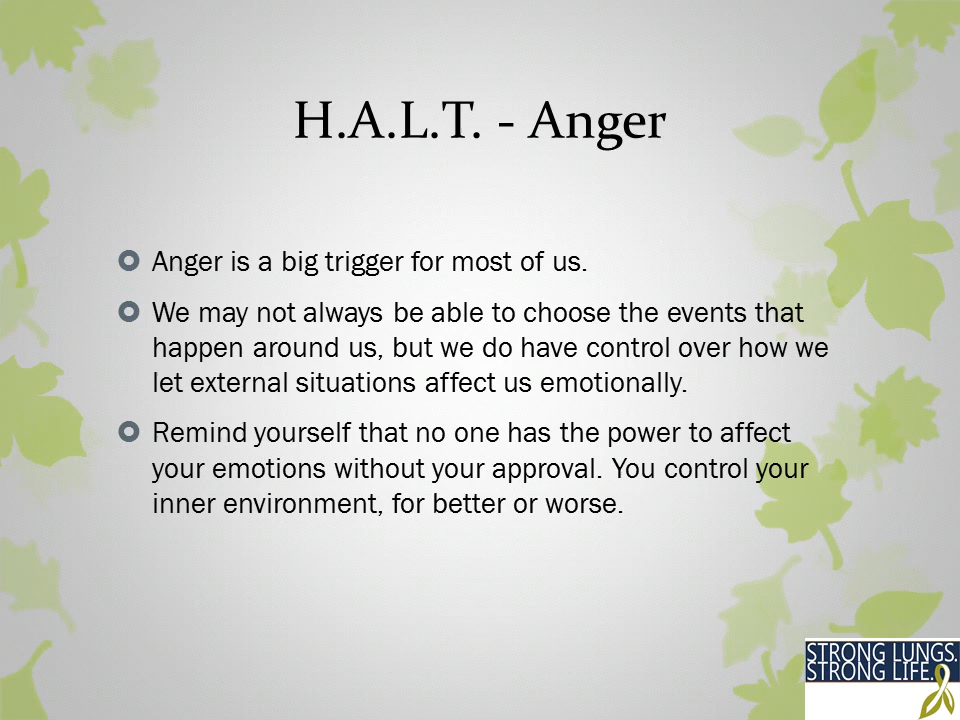 H.A.L.T. - Anger
Anger is a big trigger for most of us.
We may not always be able to choose the events that
happen around us, but we do have control over how we
let external situations affect us emotionally.
Remind yourself that no one has the power to affect
your emotions without your approval. You control your
inner environment, for better or worse.
STRONG LUNGS.
STRONG LIFE.